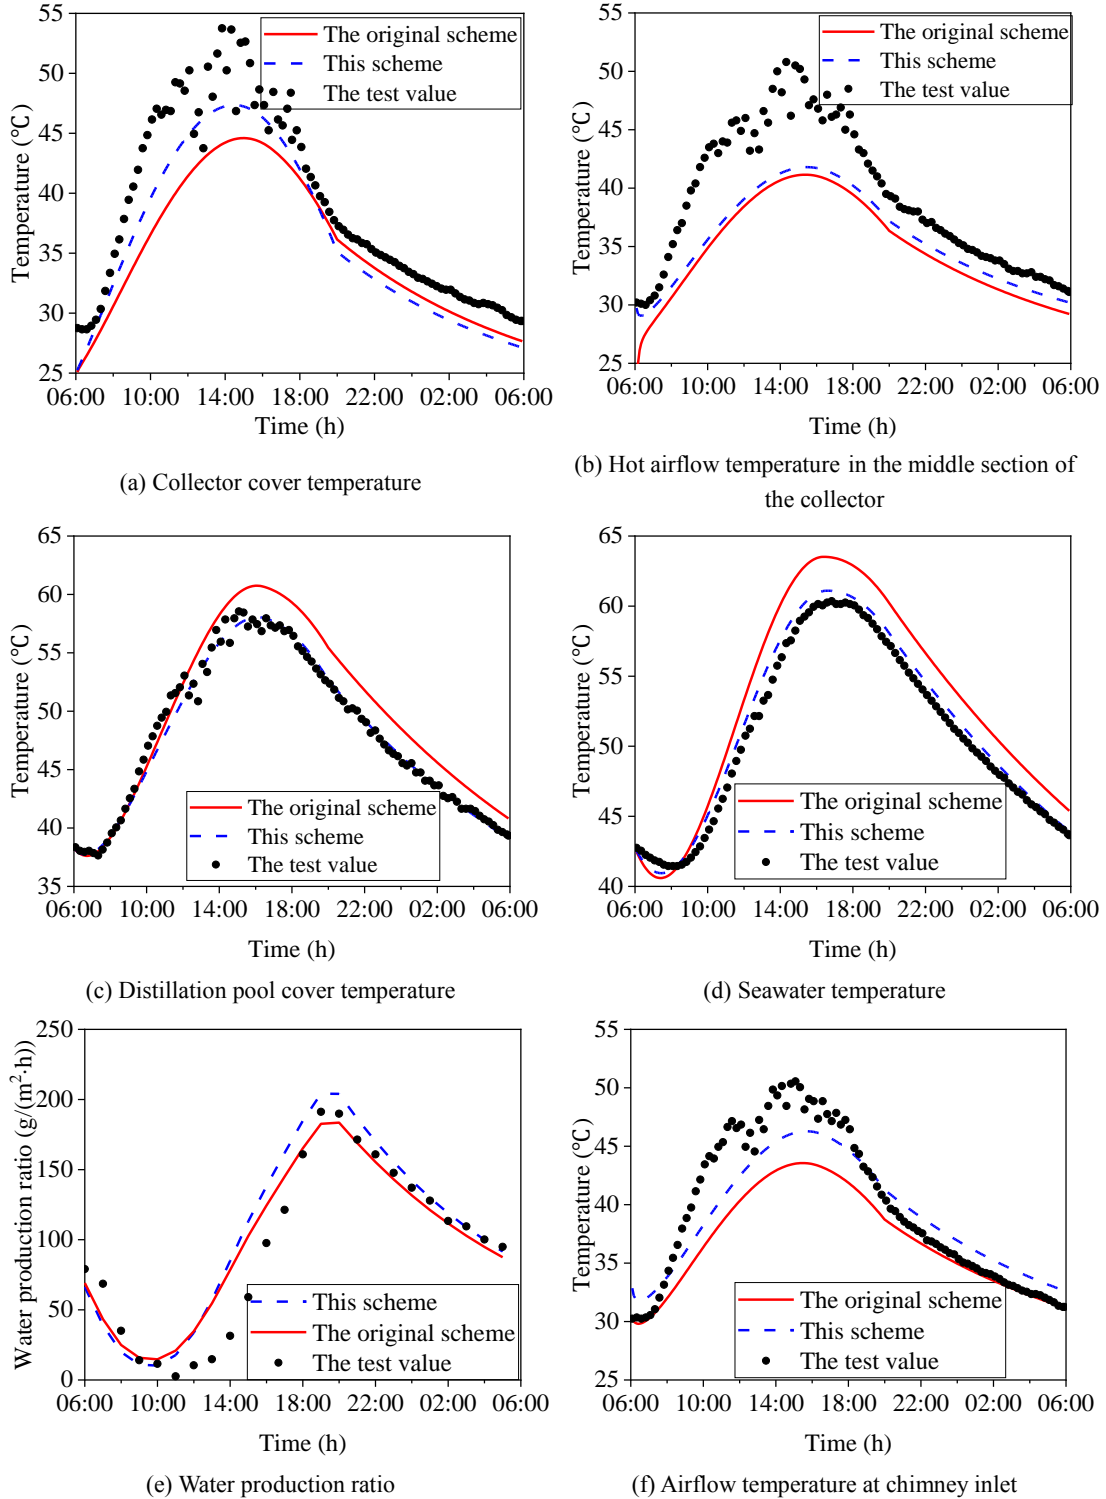 55
50
45
40
35
30
25
Temperature (℃)
The original scheme
This scheme
The test value
06:00 10:00 14:00 18:00 22:00 02:00 06:00
Time (h)
(a) Collector cover temperature
55
50
45
40
35
30
25
Temperature (℃)
The original scheme
This scheme
The test value
06:00 10:00 14:00 18:00 22:00 02:00 06:00
Time (h)
(b) Hot airflow temperature in the middle section of
the collector
65
60
55
50
45
40
35
Temperature (℃)
The original scheme
This scheme
The test value
06:00 10:00 14:00 18:00 22:00 02:00 06:00
Time (h)
(c) Distillation pool cover temperature
65
60
55
50
45
40
Temperature (℃)
The original scheme
This scheme
The test value
06:00 10:00 14:00 18:00 22:00 02:00 06:00
Time (h)
(d) Seawater temperature
250
200
150
100
50
0
Water production ratio (g/(m²·h))
This scheme
The original scheme
The test value
06:00 10:00 14:00 18:00 22:00 02:00 06:00
Time (h)
(e) Water production ratio
55
50
45
40
35
30
25
Temperature (℃)
The original scheme
This scheme
The test value
06:00 10:00 14:00 18:00 22:00 02:00 06:00
Time (h)
(f) Airflow temperature at chimney inlet